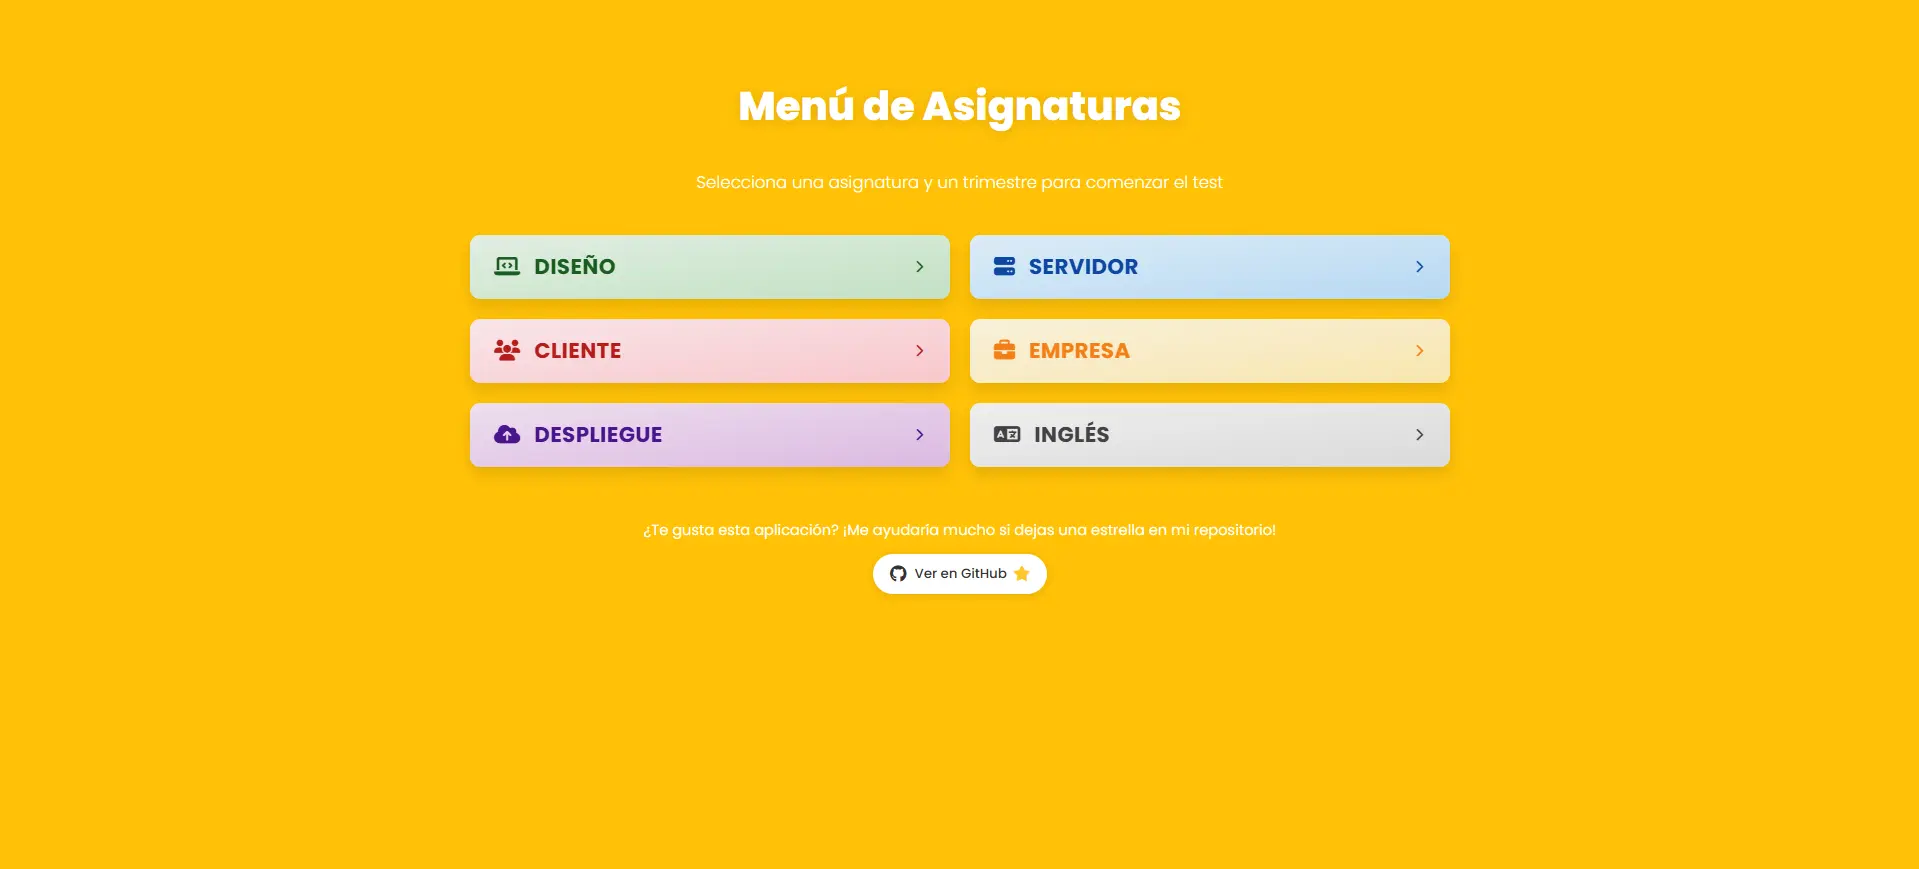 Menú de Asignaturas
Selecciona una asignatura y un trimestre para comenzar el test
DISEÑO
SERVIDOR
CLIENTE
EMPRESA
DESPLIEGUE
INGLÉS
¿Te gusta esta aplicación? ¡Me ayudaría mucho si dejas una estrella en mi repositorio!
Ver en GitHub